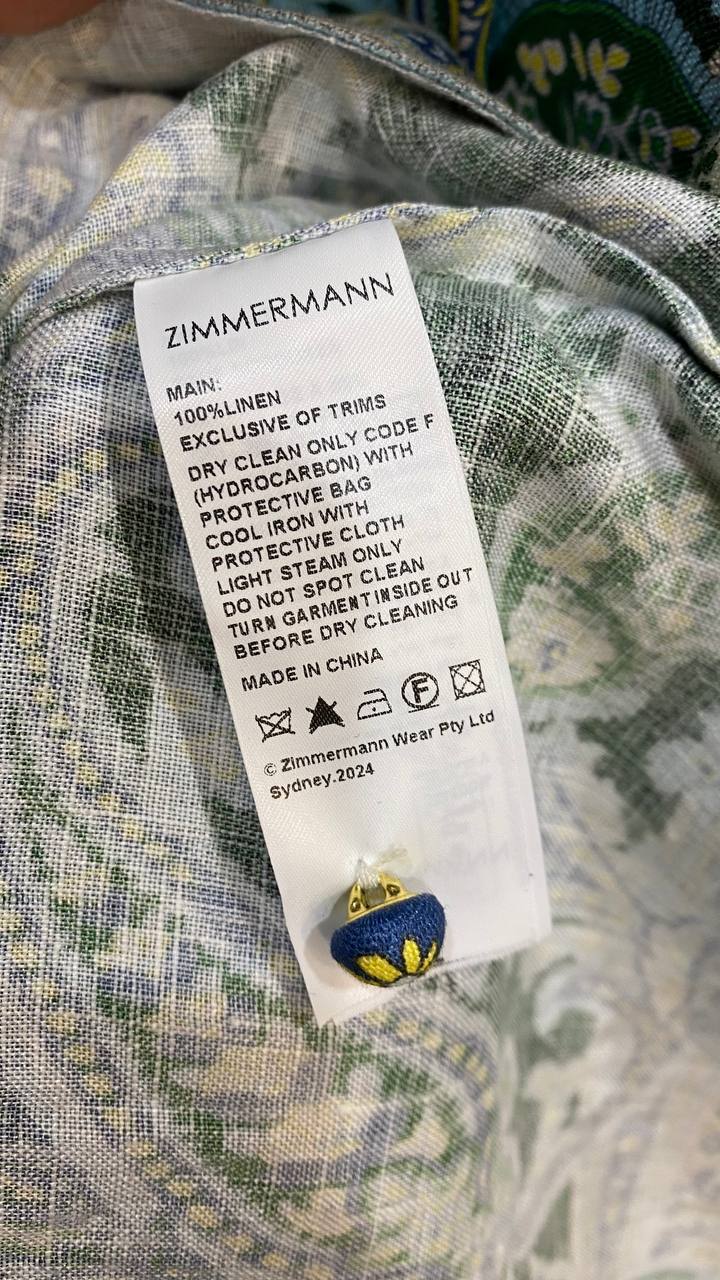 ZIMMERMANN
MAIN:
100%LINEN
EXCLUSIVE OF TRIMS
DRY CLEAN ONLY CODE F
(HYDROCARBON) WITH
PROTECTIVE BAG
COOL IRON WITH
PROTECTIVE CLOTH
LIGHT STEAM ONLY
DO NOT SPOT CLEAN
TURN GARMENT INSIDE OUT
BEFORE DRY CLEANING
MADE IN CHINA
F
© Zimmermann Wear Pty Ltd
Sydney.2024